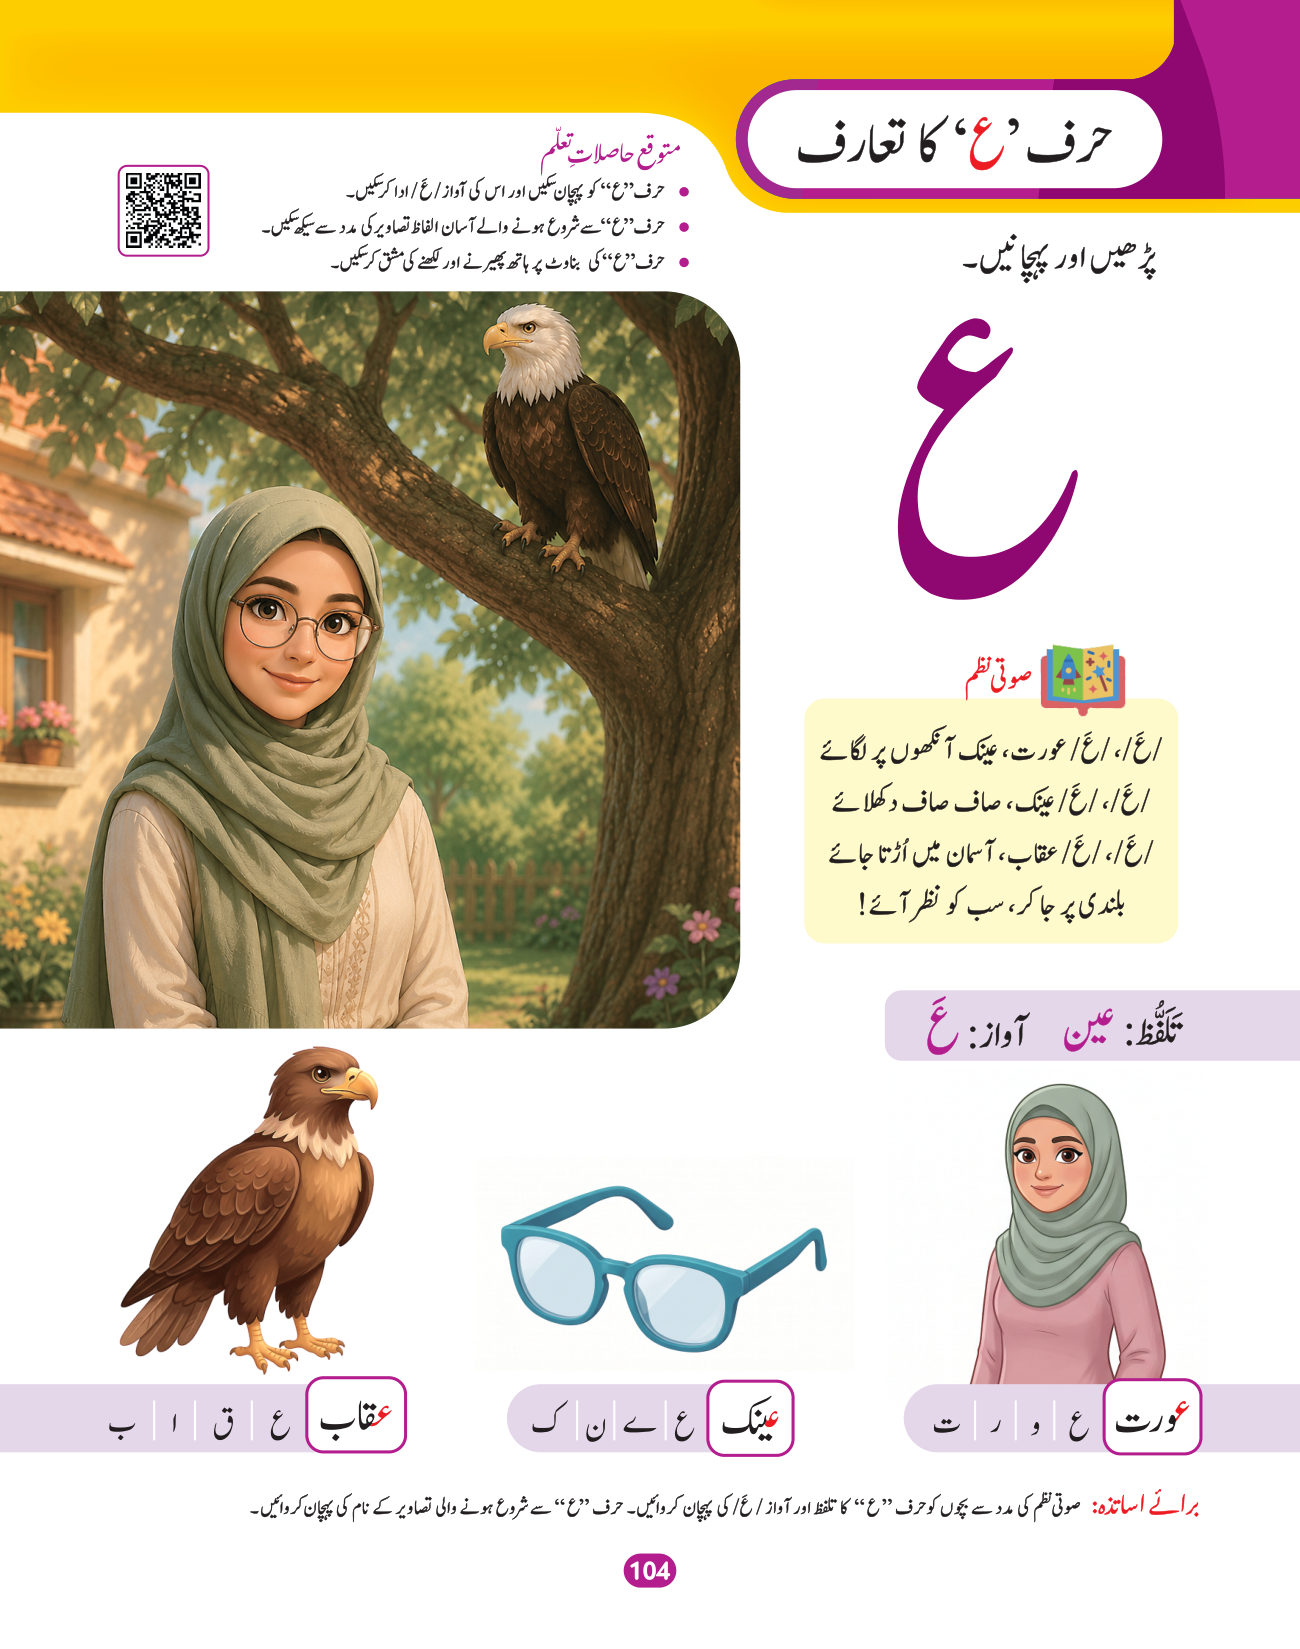 حرف ’ع‘ کا تعارف
متوقع حاصلاتِ تعلّم
حرف ”ع“ کو پہچان سکیں اور اس کی آواز /عَ/ ادا کر سکیں۔
حرف ”ع“ سے شروع ہونے والے آسان الفاظ تصاویر کی مدد سے سیکھ سکیں۔
حرف ”ع“ کی بناوٹ پر ہاتھ پھیرنے اور لکھنے کی مشق کر سکیں۔
پڑھیں اور پہچانیں۔
ع
صوتی نظم
/عَ/، /عَ/ عورت، عینک آنکھوں پر لگائے
/عَ/، /عَ/ عینک، صاف صاف دکھلائے
/عَ/، /عَ/ عقاب، آسمان میں اُڑتا جائے
بلندی پر جا کر، سب کو نظر آئے!
تَلَفُّظ: عین آواز: عَ
عورت ع و ر ت
عینک ع ے ن ک
عقاب ع ق ا ب
برائے اساتذہ: صوتی نظم کی مدد سے بچوں کو حرف ”ع“ کا تلفظ اور آواز /عَ/ کی پہچان کروائیں۔ حرف ”ع“ سے شروع ہونے والی تصاویر کے نام کی پہچان کروائیں۔
104